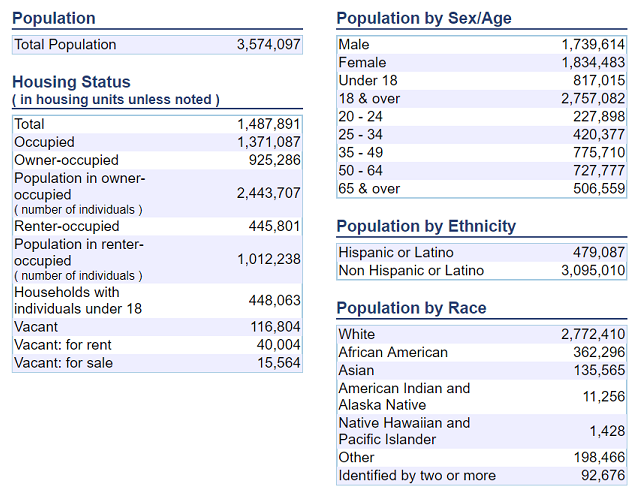 Population
Total Population 3,574,097
Housing Status
( in housing units unless noted )
Total 1,487,891
Occupied 1,371,087
Owner-occupied 925,286
Population in owner-
occupied 2,443,707
( number of individuals )
Renter-occupied 445,801
Population in renter-
occupied 1,012,238
( number of individuals )
Households with
individuals under 18 448,063
Vacant 116,804
Vacant: for rent 40,004
Vacant: for sale 15,564
Population by Sex/Age
Male 1,739,614
Female 1,834,483
Under 18 817,015
18 & over 2,757,082
20 - 24 227,898
25 - 34 420,377
35 - 49 775,710
50 - 64 727,777
65 & over 506,559
Population by Ethnicity
Hispanic or Latino 479,087
Non Hispanic or Latino 3,095,010
Population by Race
White 2,772,410
African American 362,296
Asian 135,565
American Indian and
Alaska Native 11,256
Native Hawaiian and
Pacific Islander 1,428
Other 198,466
Identified by two or more 92,676